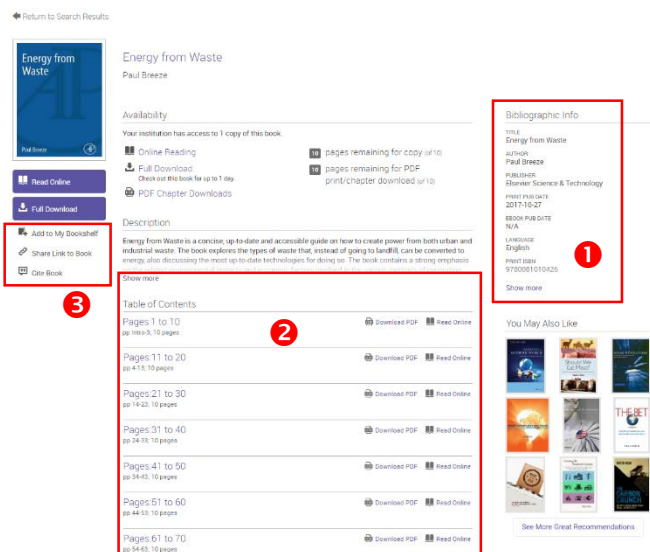 Return to Search Results
Energy from
Waste
Paul Breeze
Read Online
Full Download
Add to My Bookshelf
Share Link to Book
Cite Book
3
Energy from Waste
Paul Breeze
Availability
Your institution has access to 1 copy of this book.
Online Reading
Full Download
Check out this book for up to 1 day.
PDF Chapter Downloads
10 pages remaining for copy (of 10)
10 pages remaining for PDF
print/chapter download (of 10)
Description
Energy from Waste is a concise, up-to-date and accessible guide on how to create power from both urban and
industrial waste. The book explores the types of waste that, instead of going to landfill, can be converted to
energy, also discussing the most up-to-date technologies for doing so. The book contains a strong emphasis
Show more
Table of Contents
2
Pages:1 to 10 Download PDF Read Online
pp Intro-5; 10 pages
Pages:11 to 20 Download PDF Read Online
pp 4-13; 10 pages
Pages:21 to 30 Download PDF Read Online
pp 14-23; 10 pages
Pages:31 to 40 Download PDF Read Online
pp 24-33; 10 pages
Pages:41 to 50 Download PDF Read Online
pp 34-43; 10 pages
Pages:51 to 60 Download PDF Read Online
pp 44-53; 10 pages
Pages:61 to 70 Download PDF Read Online
pp 54-63; 10 pages
Bibliographic Info
TITLE
Energy from Waste
AUTHOR
Paul Breeze
PUBLISHER
Elsevier Science & Technology
PRINT PUB DATE
2017-10-27
EBOOK PUB DATE
N/A
LANGUAGE
English
PRINT ISBN
9780081010426
Show more
1
You May Also Like
Should We
Eat Meat?
THE BET
CARBON
CRUNCH
See More Great Recommendations